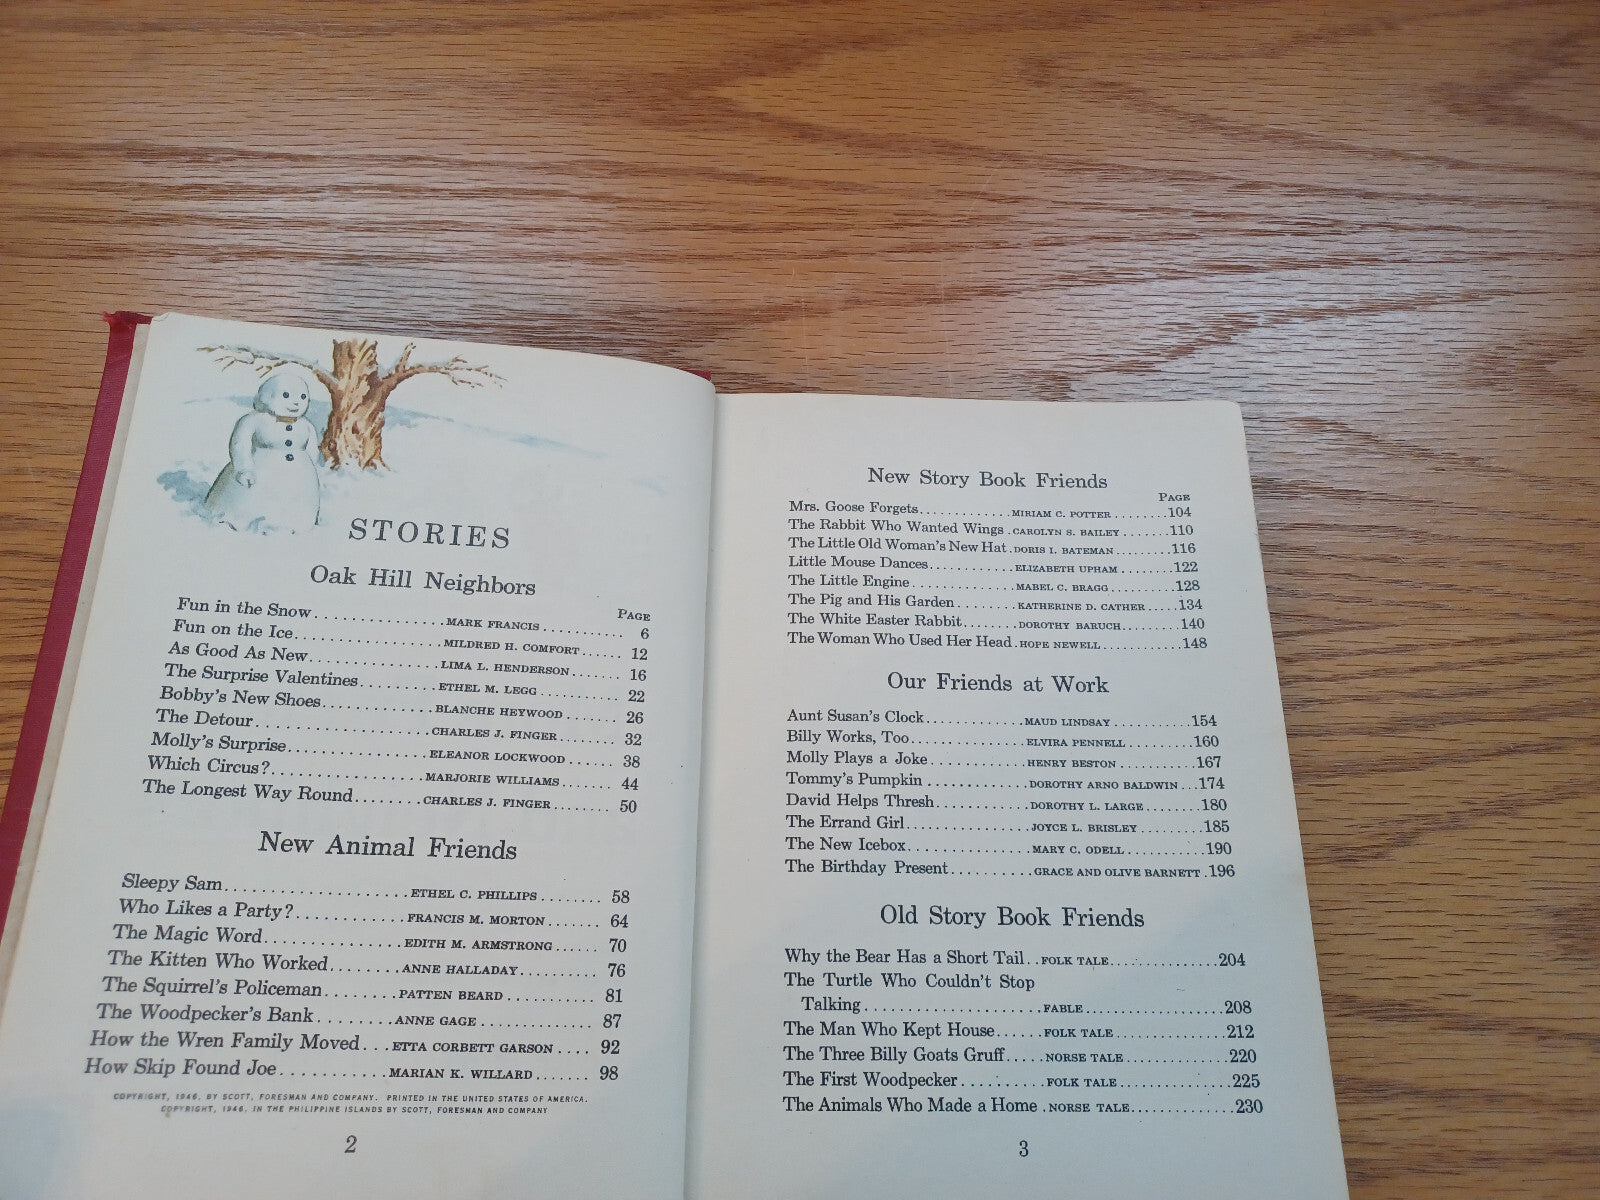 STORIES
Oak Hill Neighbors
PAGE
Fun in the Snow...............MARK FRANCIS........... 6
Fun on the Ice.................MILDRED H. COMFORT...... 12
As Good As New...............LIMA L. HENDERSON....... 16
The Surprise Valentines.........ETHEL M. LEGG.......... 22
Bobby's New Shoes.............BLANCHE HEYWOOD....... 26
The Detour....................CHARLES J. FINGER........ 32
Molly's Surprise................ELEANOR LOCKWOOD...... 38
Which Circus?.................MARJORIE WILLIAMS....... 44
The Longest Way Round........CHARLES J. FINGER........ 50
New Animal Friends
Sleepy Sam....................ETHEL C. PHILLIPS........ 58
Who Likes a Party?............FRANCIS M. MORTON....... 64
The Magic Word...............EDITH M. ARMSTRONG...... 70
The Kitten Who Worked........ANNE HALLADAY.......... 76
The Squirrel's Policeman........PATTEN BEARD........... 81
The Woodpecker's Bank........ANNE GAGE............. 87
How the Wren Family Moved...ETTA CORBETT GARSON.... 92
How Skip Found Joe...........MARIAN K. WILLARD....... 98
COPYRIGHT, 1946, BY SCOTT, FORESMAN AND COMPANY. PRINTED IN THE UNITED STATES OF AMERICA.
COPYRIGHT, 1946, IN THE PHILIPPINE ISLANDS BY SCOTT, FORESMAN AND COMPANY
2
New Story Book Friends
PAGE
Mrs. Goose Forgets.............MIRIAM C. POTTER........104
The Rabbit Who Wanted Wings.CAROLYN S. BAILEY.......110
The Little Old Woman's New Hat.DORIS I. BATEMAN.........116
Little Mouse Dances............ELIZABETH UPHAM........122
The Little Engine...............MABEL C. BRAGG..........128
The Pig and His Garden........KATHERINE D. CATHER.....134
The White Easter Rabbit........DOROTHY BARUCH.........140
The Woman Who Used Her Head.HOPE NEWELL............148
Our Friends at Work
Aunt Susan's Clock............MAUD LINDSAY..........154
Billy Works, Too..............ELVIRA PENNELL.........160
Molly Plays a Joke............HENRY BESTON..........167
Tommy's Pumpkin.............DOROTHY ARNO BALDWIN...174
David Helps Thresh............DOROTHY L. LARGE........180
The Errand Girl...............JOYCE L. BRISLEY.........185
The New Icebox...............MARY C. ODELL..........190
The Birthday Present..........GRACE AND OLIVE BARNETT.196
Old Story Book Friends
Why the Bear Has a Short Tail..FOLK TALE..............204
The Turtle Who Couldn't Stop
Talking......................FABLE..................208
The Man Who Kept House......FOLK TALE..............212
The Three Billy Goats Gruff.....NORSE TALE.............220
The First Woodpecker..........FOLK TALE..............225
The Animals Who Made a Home.NORSE TALE.............230
3